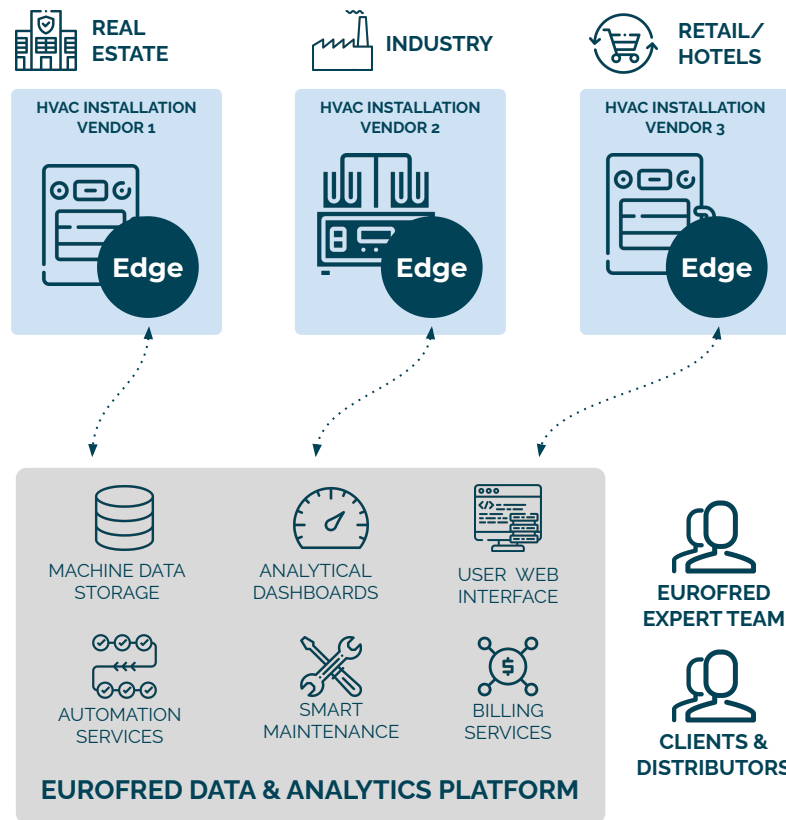 REAL
ESTATE
INDUSTRY
RETAIL/
HOTELS
HVAC INSTALLATION
VENDOR 1
HVAC INSTALLATION
VENDOR 2
HVAC INSTALLATION
VENDOR 3
Edge
Edge
Edge
MACHINE DATA
STORAGE
ANALYTICAL
DASHBOARDS
</>
USER WEB
INTERFACE
AUTOMATION
SERVICES
SMART
MAINTENANCE
$
BILLING
SERVICES
EUROFRED DATA & ANALYTICS PLATFORM
EUROFRED
EXPERT TEAM
CLIENTS &
DISTRIBUTORS